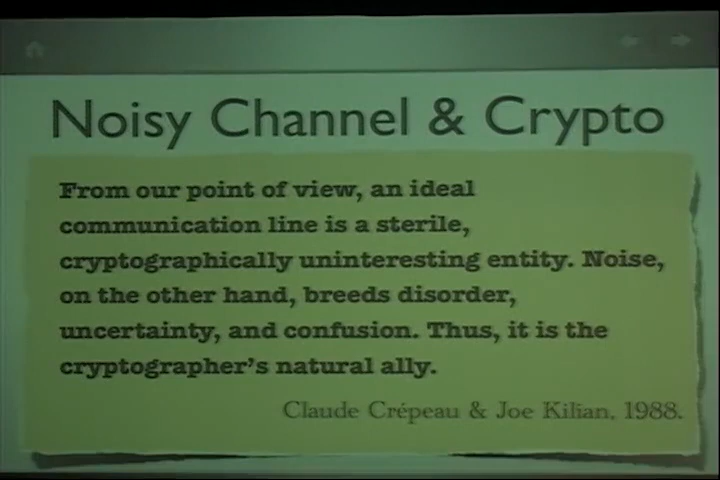 Noisy Channel & Crypto
From our point of view, an ideal
communication line is a sterile,
cryptographically uninteresting entity. Noise,
on the other hand, breeds disorder,
uncertainty, and confusion. Thus, it is the
cryptographer's natural ally.
Claude Crépeau & Joe Kilian, 1988.